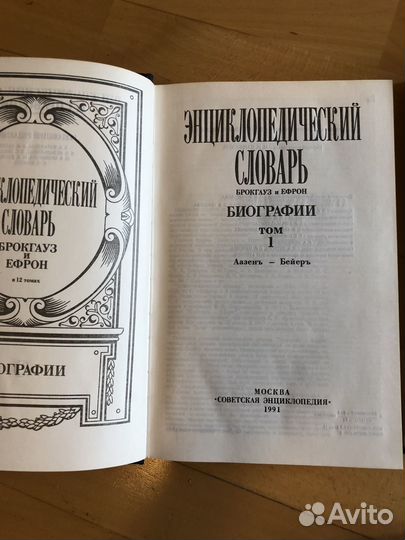 КЛОПЕДИЧЕСКИЙ
СЛОВАРЬ
БРОКГАУЗ
И
ЕФРОН
в 12 томах
ОГРАФИИ
ЭНЦИКЛОПЕДИЧЕСКИЙ
СЛОВАРЬ
БРОКГАУЗ и ЕФРОН
БИОГРАФИИ
ТОМ
1
Аазенъ – Бейеръ
МОСКВА
«СОВЕТСКАЯ ЭНЦИКЛОПЕДИЯ»
1991
Avito